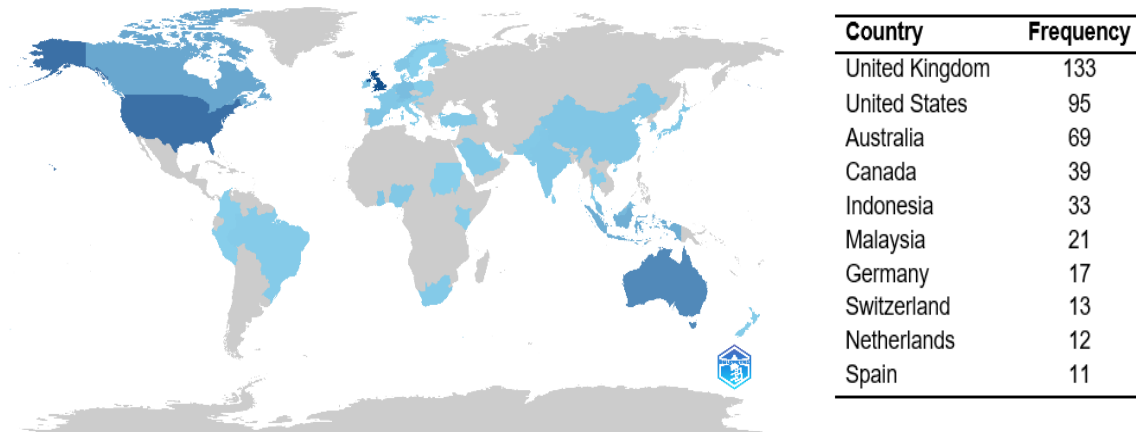 Country Frequency
United Kingdom 133
United States 95
Australia 69
Canada 39
Indonesia 33
Malaysia 21
Germany 17
Switzerland 13
Netherlands 12
Spain 11